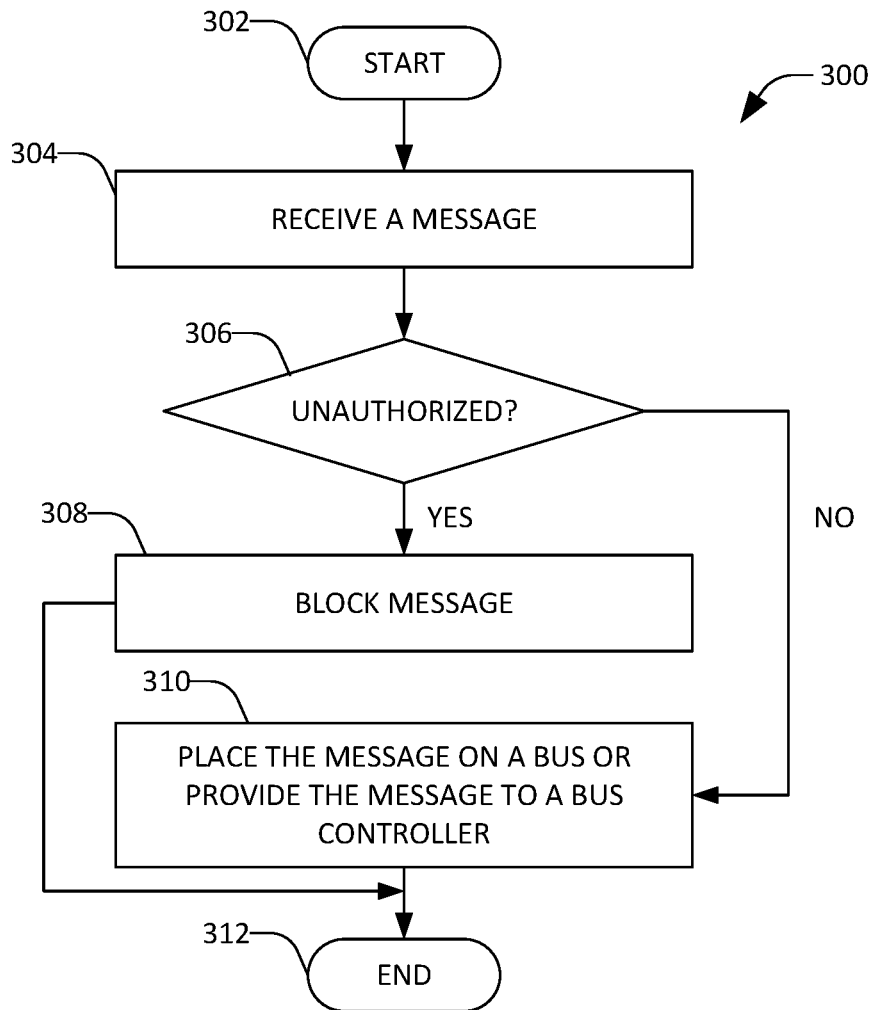 302
START
300
304
RECEIVE A MESSAGE
306
UNAUTHORIZED?
308
YES
NO
BLOCK MESSAGE
310
PLACE THE MESSAGE ON A BUS OR
PROVIDE THE MESSAGE TO A BUS
CONTROLLER
312
END